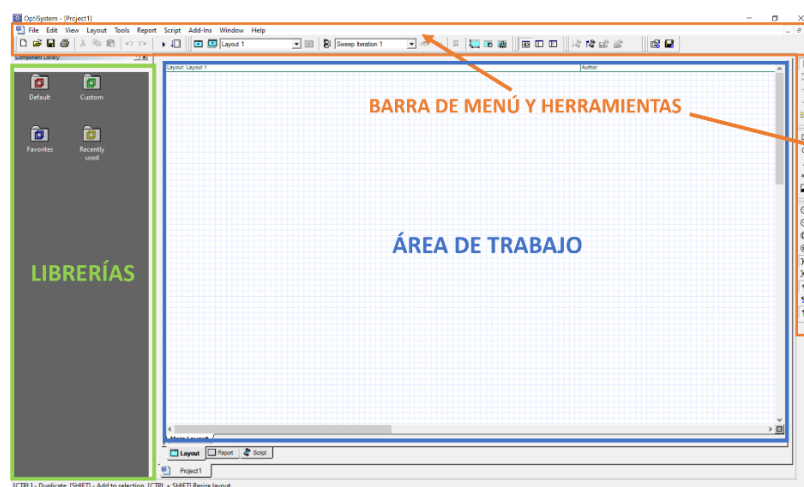 OptiSystem - [Project1]
File Edit View Layout Tools Report Script Add-Ins Window Help
Layout 1 Sweep Iteration 1
Component Library
Layout: Layout 1 Author:
Default Custom
BARRA DE MENÚ Y HERRAMIENTAS
Favorites Recently
used
ÁREA DE TRABAJO
LIBRERÍAS
Main Layout
Layout Report Script
Project1
[CTRL] - Duplicate, [SHIFT] - Add to selection, [CTRL + SHIFT] Resize layout